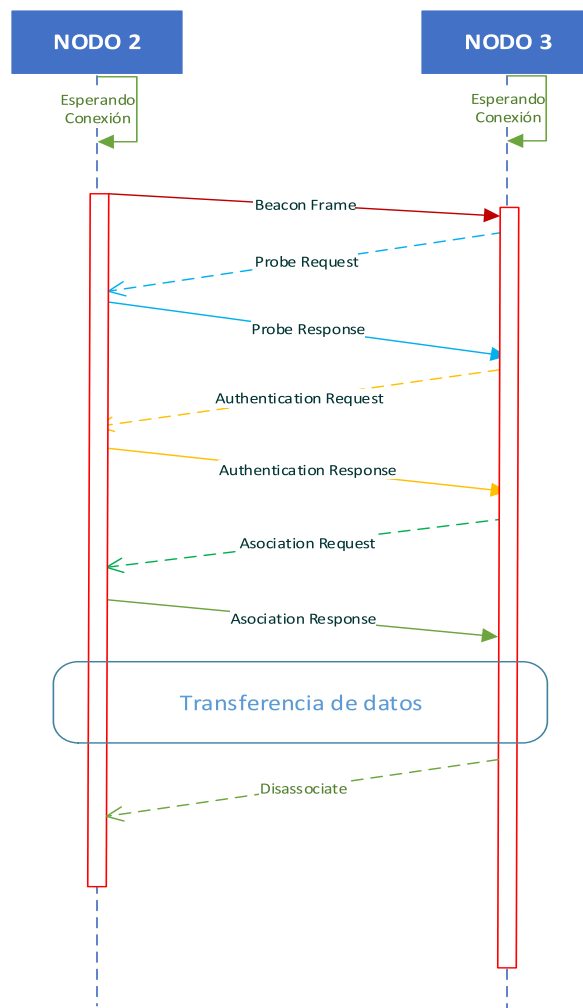 NODO 2
NODO 3
Esperando
Conexión
Esperando
Conexión
Beacon Frame
Probe Request
Probe Response
Authentication Request
Authentication Response
Asociation Request
Asociation Response
Transferencia de datos
Disassociate